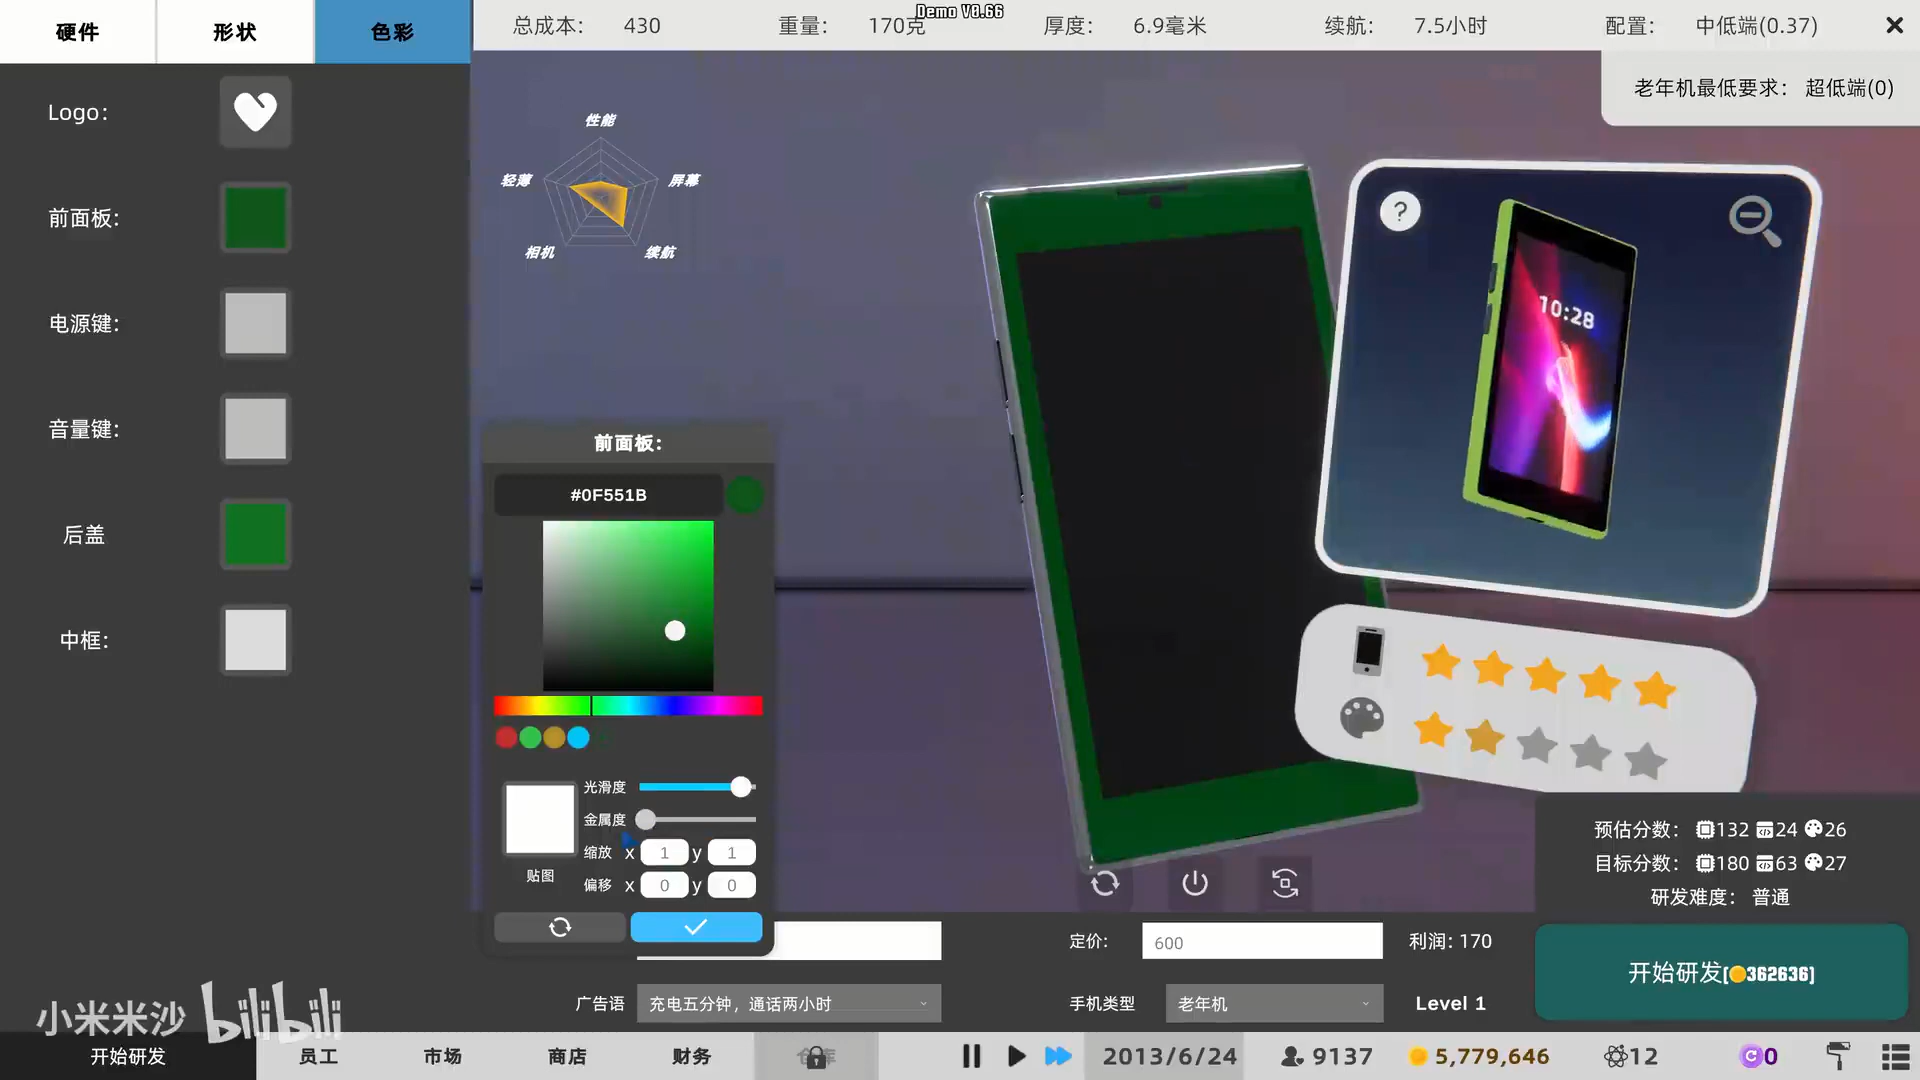 硬件
形状
色彩
总成本： 430
重量： 170克
Demo V0.66
厚度： 6.9毫米
续航： 7.5小时
配置： 中低端(0.37)
老年机最低要求： 超低端(0)
Logo:
前面板:
电源键:
音量键:
后盖
中框:
性能
轻薄
屏幕
相机
续航
10:28
前面板:
#0F551B
光滑度
金属度
缩放 x 1 y 1
偏移 x 0 y 0
贴图
预估分数： 132 24 26
目标分数： 180 63 27
研发难度： 普通
定价: 600
利润: 170
开始研发[362636]
广告语 充电五分钟，通话两小时
手机类型 老年机
Level 1
小米米沙 bilibili
开始研发
员工
市场
商店
财务
2013/6/24
9137
5,779,646
12
0